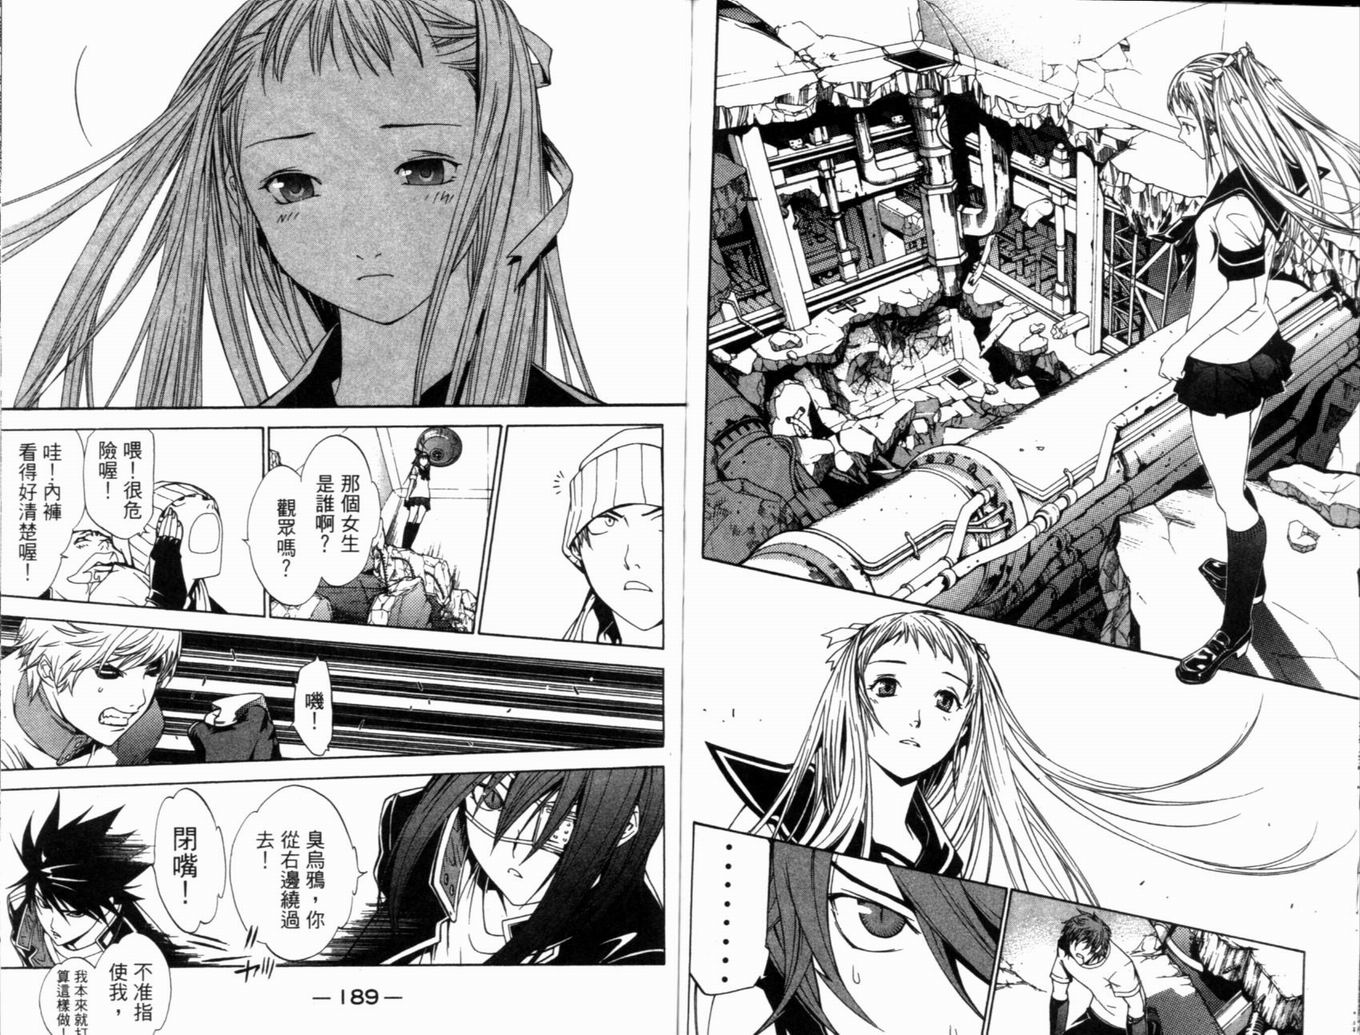 ………
那個女生
是誰啊？
觀眾嗎？
喂！很危
險喔！
哇！內褲
看得好清楚喔！
嘰！
臭烏鴉，你
從右邊繞過
去！
閉嘴！
不准指
使我，
我本來就打
算這樣做！
—189—